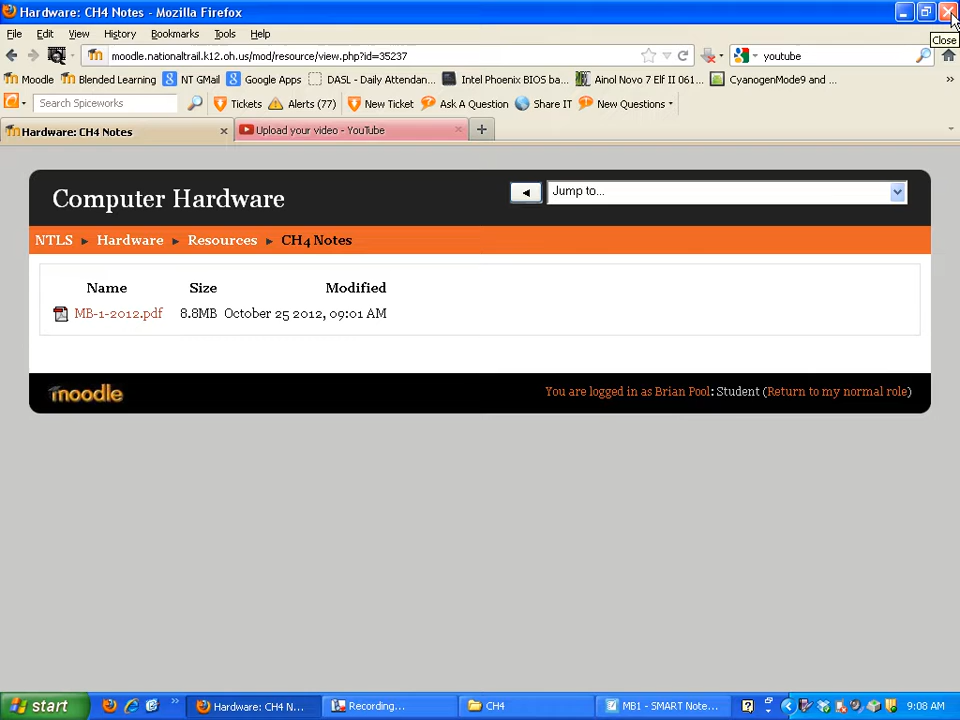 Hardware: CH4 Notes - Mozilla Firefox
Close
File Edit View History Bookmarks Tools Help
moodle.nationaltrail.k12.oh.us/mod/resource/view.php?id=35237
youtube
Moodle Blended Learning NT GMail Google Apps DASL - Daily Attendan... Intel Phoenix BIOS ba... Ainol Novo 7 Elf II 061... CyanogenMode9 and ...
Search Spiceworks Tickets Alerts (77) New Ticket Ask A Question Share IT New Questions
Hardware: CH4 Notes
Upload your video - YouTube
Computer Hardware
Jump to...
NTLS ► Hardware ► Resources ► CH4 Notes
Name Size Modified
MB-1-2012.pdf 8.8MB October 25 2012, 09:01 AM
moodle
You are logged in as Brian Pool: Student (Return to my normal role)
start Hardware: CH4 N... Recording... CH4 MB1 - SMART Note... 9:08 AM